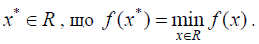 x* ∈ R , що f(x*) = min f(x) .
x∈R